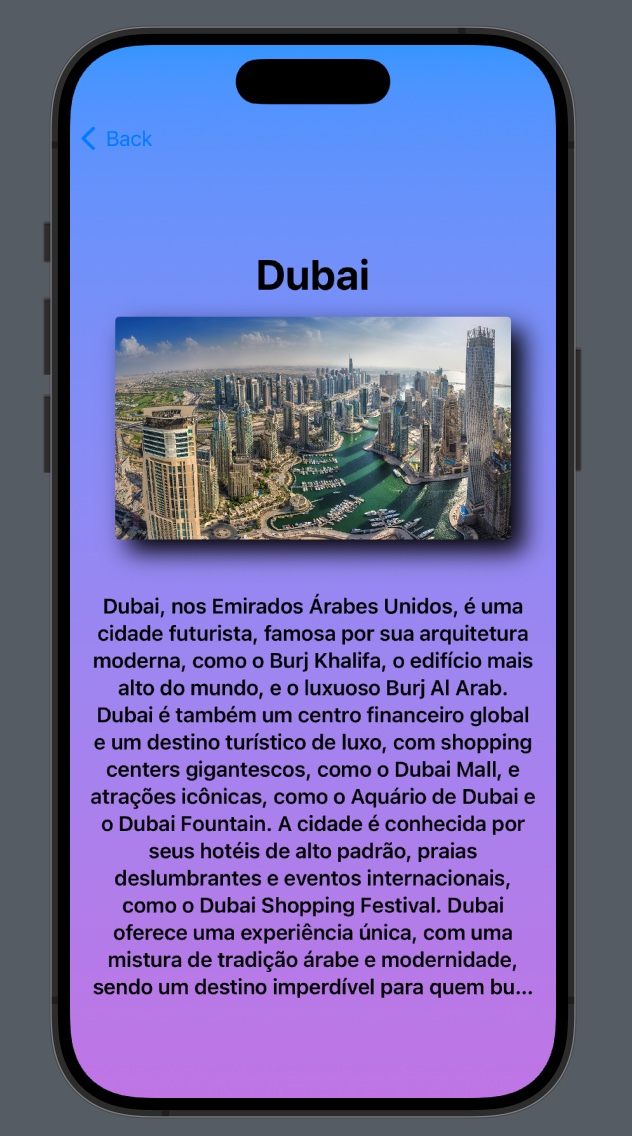 Back
Dubai
Dubai, nos Emirados Árabes Unidos, é uma
cidade futurista, famosa por sua arquitetura
moderna, como o Burj Khalifa, o edifício mais
alto do mundo, e o luxuoso Burj Al Arab.
Dubai é também um centro financeiro global
e um destino turístico de luxo, com shopping
centers gigantescos, como o Dubai Mall, e
atrações icônicas, como o Aquário de Dubai e
o Dubai Fountain. A cidade é conhecida por
seus hotéis de alto padrão, praias
deslumbrantes e eventos internacionais,
como o Dubai Shopping Festival. Dubai
oferece uma experiência única, com uma
mistura de tradição árabe e modernidade,
sendo um destino imperdível para quem bu...